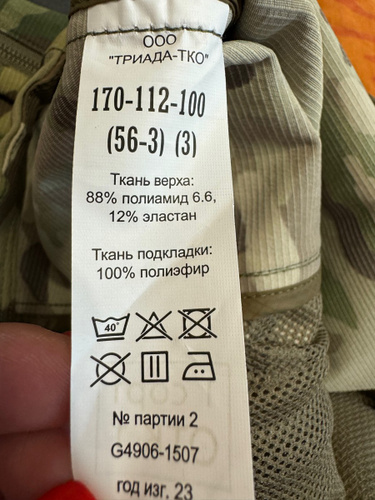 ООО
"ТРИАДА-ТКО"
170-112-100
(56-3) (3)
Ткань верха:
88% полиамид 6.6,
12% эластан
Ткань подкладки:
100% полиэфир
40°
№ партии 2
G4906-1507
год изг. 23